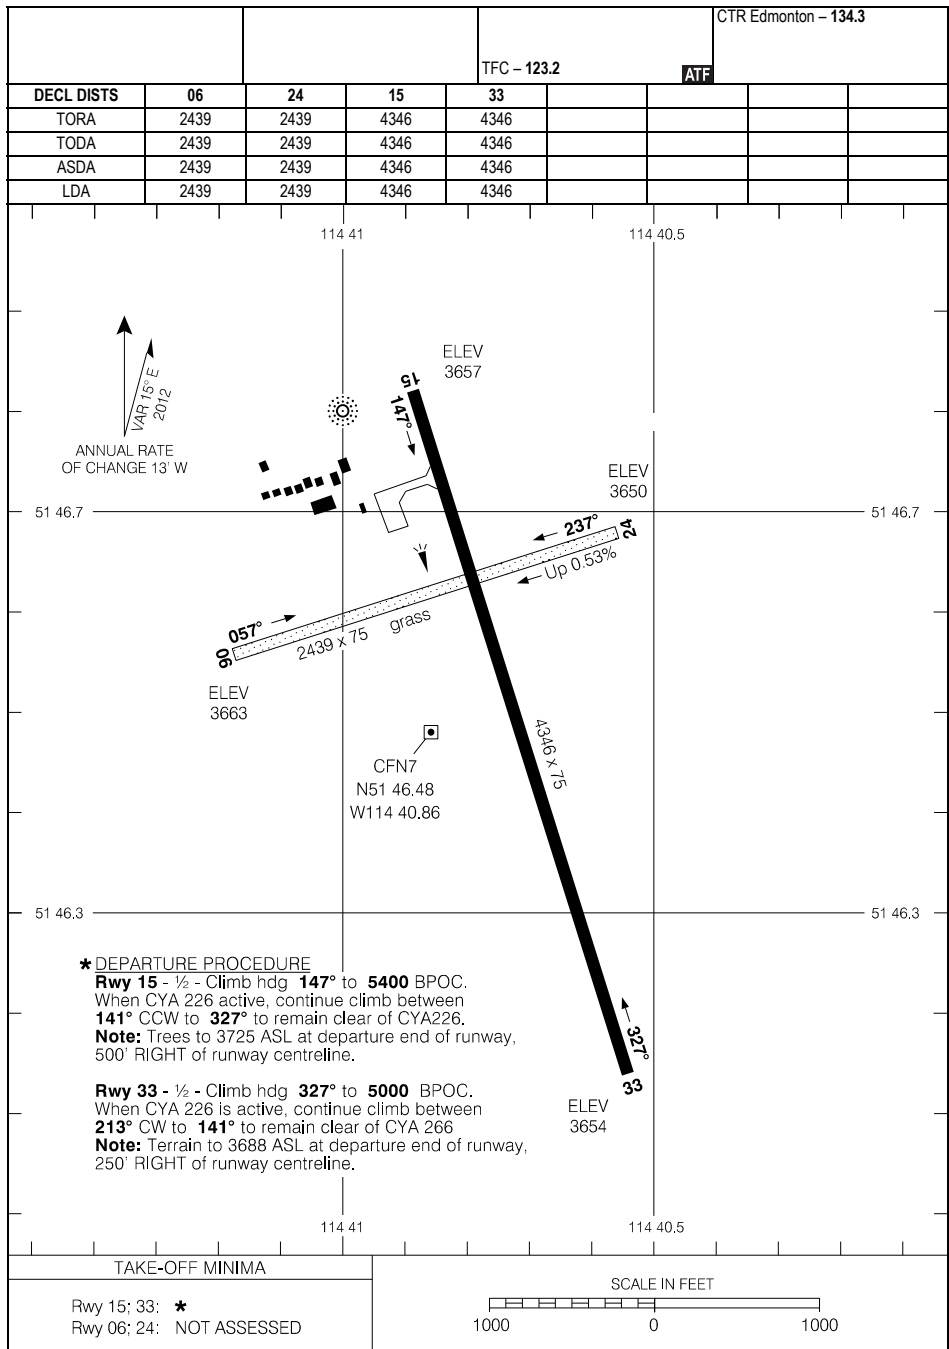 CTR Edmonton – 134.3
TFC – 123.2
ATF
DECL DISTS 06 24 15 33
TORA 2439 2439 4346 4346
TODA 2439 2439 4346 4346
ASDA 2439 2439 4346 4346
LDA 2439 2439 4346 4346
114 41 114 40.5
ELEV
3657
15
147°
VAR 15° E
2012
ANNUAL RATE
OF CHANGE 13' W
ELEV
3650
51 46.7 51 46.7
237°
24
Up 0.53%
057°
06
2439 x 75 grass
ELEV
3663
4346 x 75
CFN7
N51 46.48
W114 40.86
51 46.3 51 46.3
* DEPARTURE PROCEDURE
Rwy 15 - ½ - Climb hdg 147° to 5400 BPOC.
When CYA 226 active, continue climb between
141° CCW to 327° to remain clear of CYA226.
Note: Trees to 3725 ASL at departure end of runway,
500' RIGHT of runway centreline.
Rwy 33 - ½ - Climb hdg 327° to 5000 BPOC.
When CYA 226 is active, continue climb between
213° CW to 141° to remain clear of CYA 266
Note: Terrain to 3688 ASL at departure end of runway,
250' RIGHT of runway centreline.
327°
33
ELEV
3654
114 41 114 40.5
TAKE-OFF MINIMA
Rwy 15; 33: *
Rwy 06; 24: NOT ASSESSED
SCALE IN FEET
1000 0 1000